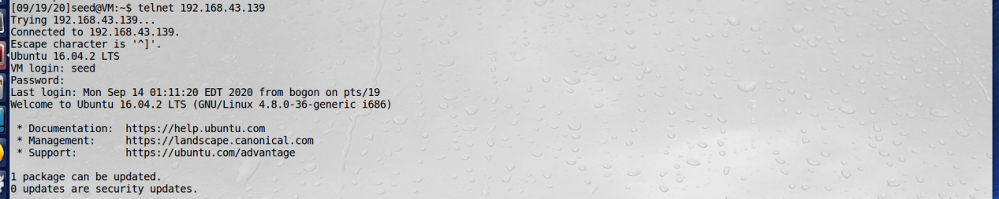 [09/19/20]seed@VM:~$ telnet 192.168.43.139
Trying 192.168.43.139...
Connected to 192.168.43.139.
Escape character is '^]'.
Ubuntu 16.04.2 LTS
VM login: seed
Password:
Last login: Mon Sep 14 01:11:20 EDT 2020 from bogon on pts/19
Welcome to Ubuntu 16.04.2 LTS (GNU/Linux 4.8.0-36-generic i686)

 * Documentation:  https://help.ubuntu.com
 * Management:     https://landscape.canonical.com
 * Support:        https://ubuntu.com/advantage

1 package can be updated.
0 updates are security updates.